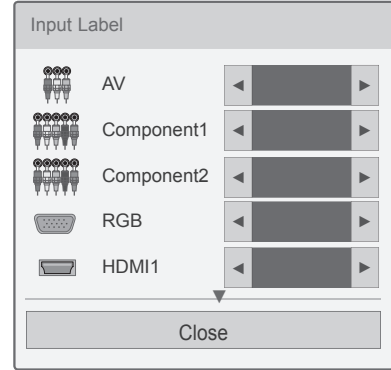 Input Label
AV
Component1
Component2
RGB
HDMI1
Close